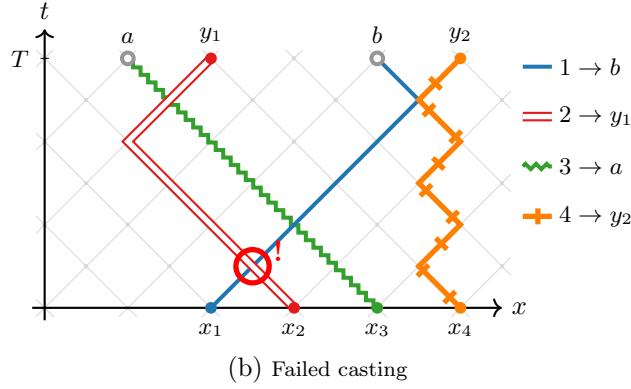 t
a y₁ b y₂
T
1 → b
2 → y₁
3 → a
4 → y₂
!
x
x₁ x₂ x₃ x₄
(b) Failed casting